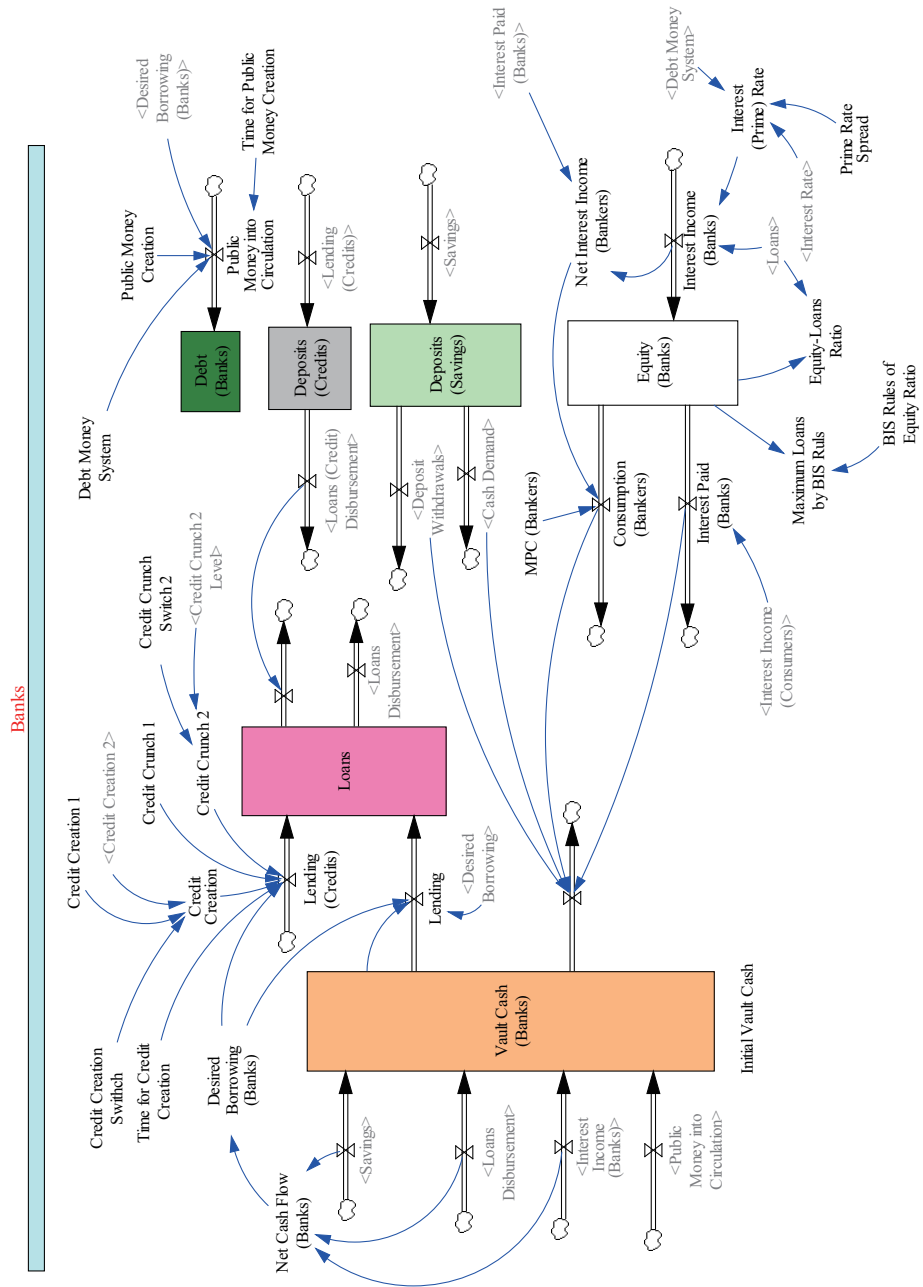 Banks
Credit Creation 1
<Credit Creation 2>
Credit Creation
Swithch
Credit
Creation
Time for Credit
Creation
Credit Crunch 1
Credit Crunch 2
Credit Crunch
Switch 2
<Credit Crunch 2
Level>
Debt Money
System
Public Money
Creation
<Desired
Borrowing
(Banks)>
Time for Public
Money Creation
Public
Money into
Circulation
Debt
(Banks)
Net Cash Flow
(Banks)
Desired
Borrowing
(Banks)
Lending
(Credits)
Loans
<Loans (Credit)
Disbursement>
Deposits
(Credits)
<Lending
(Credits)>
<Savings>
<Loans
Disbursement>
<Interest
Income
(Banks)>
<Public
Money into
Circulation>
Vault Cash
(Banks)
Initial Vault Cash
Lending
<Desired
Borrowing>
<Loans
Disbursement>
<Deposit
Withdrawals>
<Cash Demand>
Deposits
(Savings)
<Savings>
MPC (Bankers)
Consumption
(Bankers)
Interest Paid
(Banks)
<Interest Income
(Consumers)>
Equity
(Banks)
Net Interest Income
(Bankers)
<Interest Paid
(Banks)>
Interest Income
(Banks)
<Debt Money
System>
Interest
(Prime) Rate
Prime Rate
Spread
<Interest Rate>
<Loans>
Equity-Loans
Ratio
Maximum Loans
by BIS Ruls
BIS Rules of
Equity Ratio